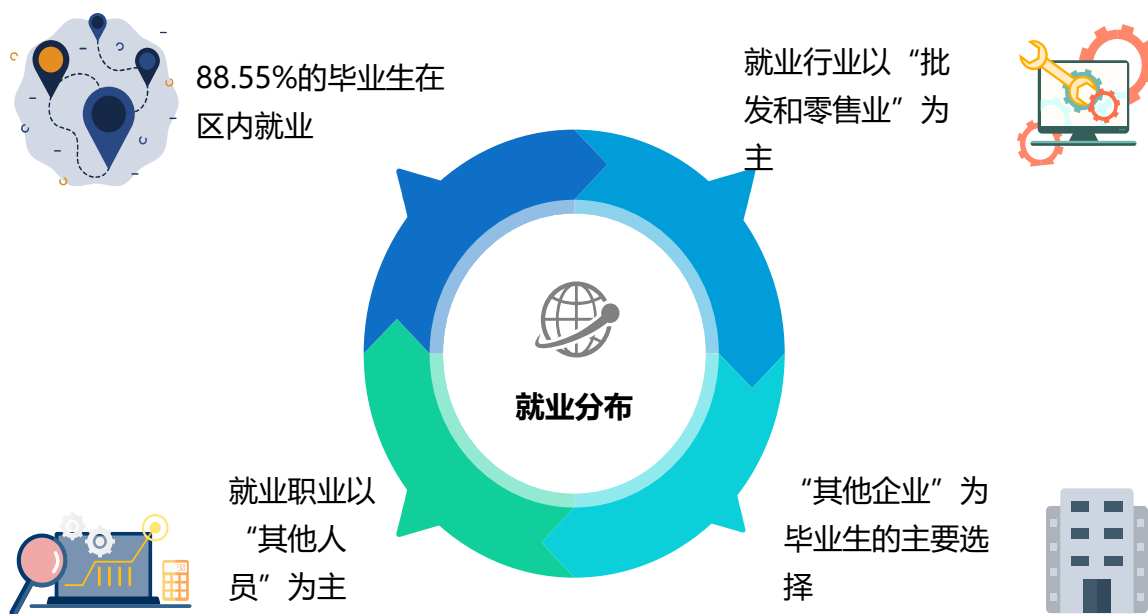 88.55%的毕业生在
区内就业
就业行业以“批
发和零售业”为
主
就业分布
就业职业以
“其他人
员”为主
“其他企业”为
毕业生的主要选
择